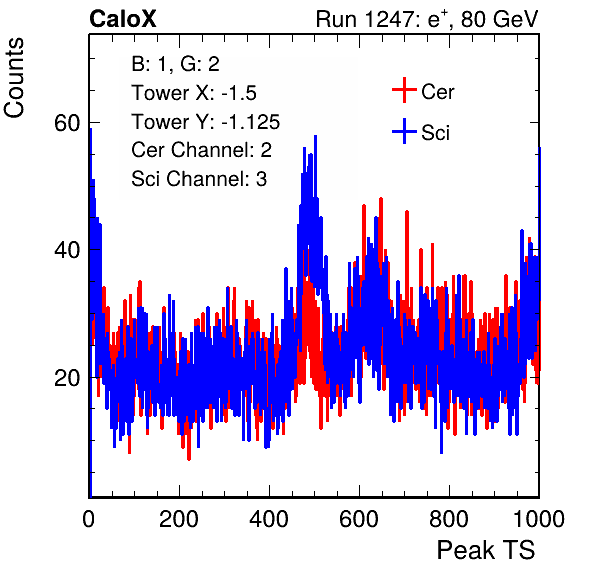 CaloX Run 1247: e⁺, 80 GeV
Counts
B: 1, G: 2
Tower X: -1.5
Tower Y: -1.125
Cer Channel: 2
Sci Channel: 3
Cer
Sci
60
40
20
0 200 400 600 800 1000
Peak TS